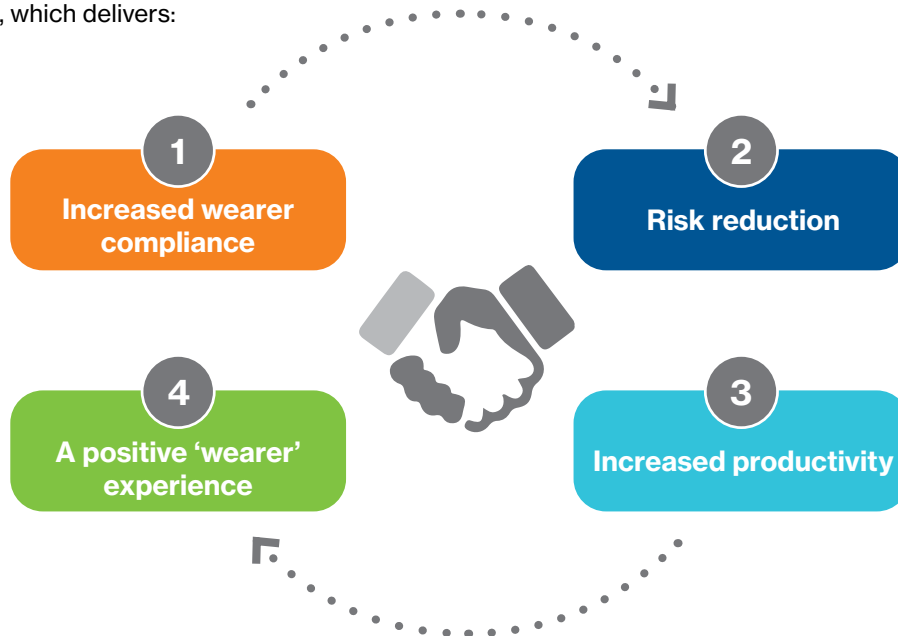 , which delivers:
1
Increased wearer
compliance
2
Risk reduction
3
Increased productivity
4
A positive ‘wearer’
experience